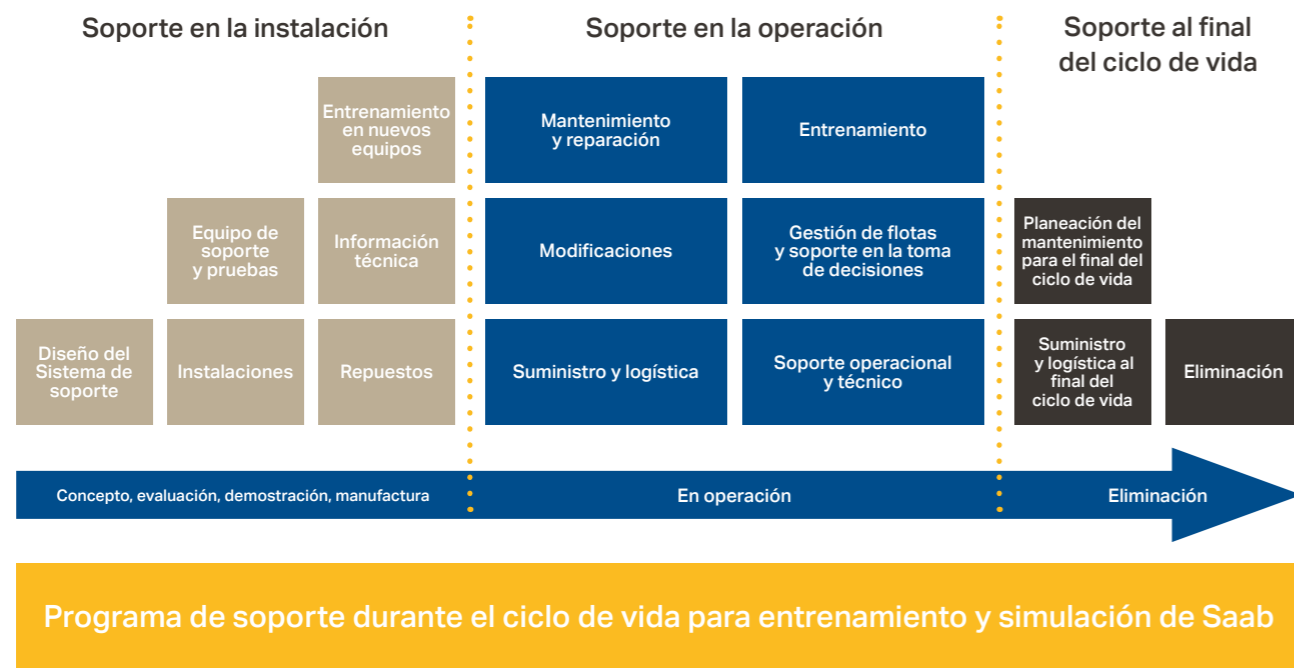 Soporte en la instalación
Soporte en la operación
Soporte al final
del ciclo de vida
Entrenamiento
en nuevos
equipos
Mantenimiento
y reparación
Entrenamiento
Equipo de
soporte
y pruebas
Información
técnica
Modificaciones
Gestión de flotas
y soporte en la toma
de decisiones
Planeación del
mantenimiento
para el final del
ciclo de vida
Diseño del
Sistema de
soporte
Instalaciones
Repuestos
Suministro y logística
Soporte operacional
y técnico
Suministro
y logística al
final del
ciclo de vida
Eliminación
Concepto, evaluación, demostración, manufactura
En operación
Eliminación
Programa de soporte durante el ciclo de vida para entrenamiento y simulación de Saab